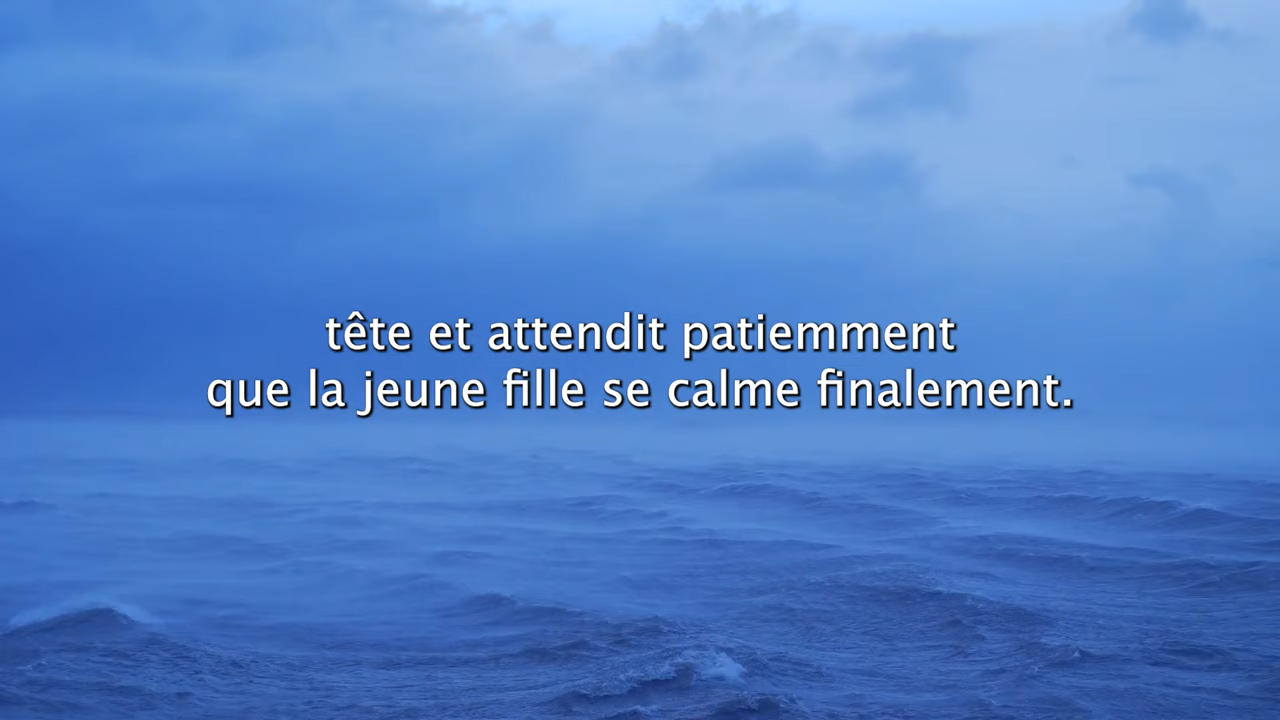 tête et attendit patiemment
que la jeune fille se calme finalement.